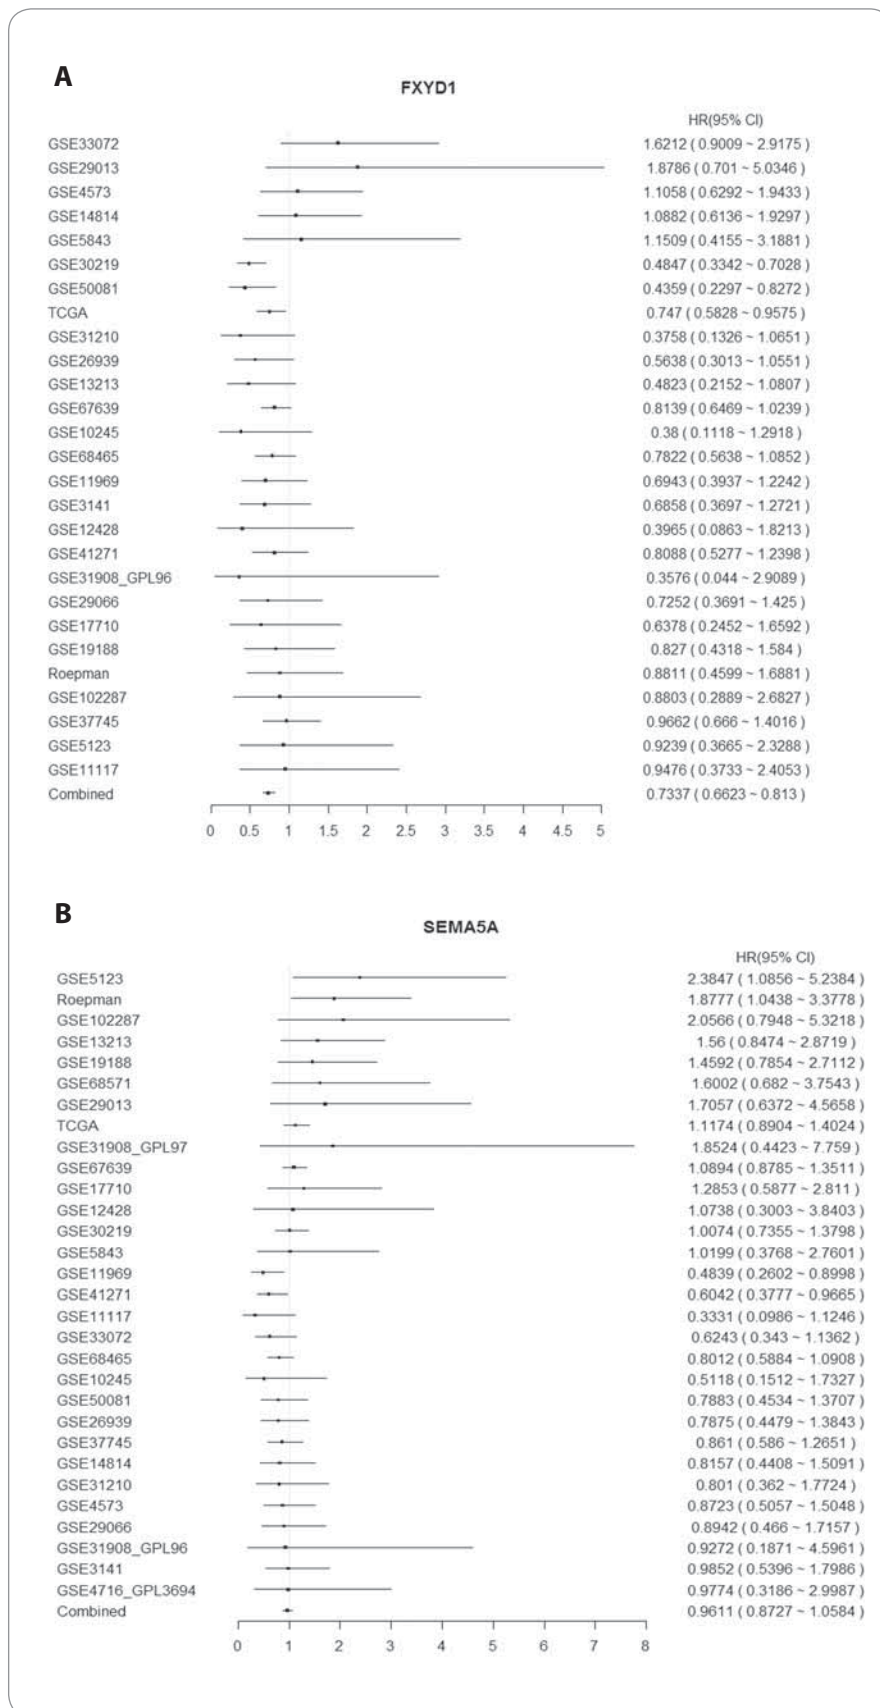 A
FXYD1
HR(95% CI)
GSE33072 1.6212 ( 0.9009 ~ 2.9175 )
GSE29013 1.8786 ( 0.701 ~ 5.0346 )
GSE4573 1.1058 ( 0.6292 ~ 1.9433 )
GSE14814 1.0882 ( 0.6136 ~ 1.9297 )
GSE5843 1.1509 ( 0.4155 ~ 3.1881 )
GSE30219 0.4847 ( 0.3342 ~ 0.7028 )
GSE50081 0.4359 ( 0.2297 ~ 0.8272 )
TCGA 0.747 ( 0.5828 ~ 0.9575 )
GSE31210 0.3758 ( 0.1326 ~ 1.0651 )
GSE26939 0.5638 ( 0.3013 ~ 1.0551 )
GSE13213 0.4823 ( 0.2152 ~ 1.0807 )
GSE67639 0.8139 ( 0.6469 ~ 1.0239 )
GSE10245 0.38 ( 0.1118 ~ 1.2918 )
GSE68465 0.7822 ( 0.5638 ~ 1.0852 )
GSE11969 0.6943 ( 0.3937 ~ 1.2242 )
GSE3141 0.6858 ( 0.3697 ~ 1.2721 )
GSE12428 0.3965 ( 0.0863 ~ 1.8213 )
GSE41271 0.8088 ( 0.5277 ~ 1.2398 )
GSE31908_GPL96 0.3576 ( 0.044 ~ 2.9089 )
GSE29066 0.7252 ( 0.3691 ~ 1.425 )
GSE17710 0.6378 ( 0.2452 ~ 1.6592 )
GSE19188 0.827 ( 0.4318 ~ 1.584 )
Roepman 0.8811 ( 0.4599 ~ 1.6881 )
GSE102287 0.8803 ( 0.2889 ~ 2.6827 )
GSE37745 0.9662 ( 0.666 ~ 1.4016 )
GSE5123 0.9239 ( 0.3665 ~ 2.3288 )
GSE11117 0.9476 ( 0.3733 ~ 2.4053 )
Combined 0.7337 ( 0.6623 ~ 0.813 )
0 0.5 1 1.5 2 2.5 3 3.5 4 4.5 5
B
SEMA5A
HR(95% CI)
GSE5123 2.3847 ( 1.0856 ~ 5.2384 )
Roepman 1.8777 ( 1.0438 ~ 3.3778 )
GSE102287 2.0566 ( 0.7948 ~ 5.3218 )
GSE13213 1.56 ( 0.8474 ~ 2.8719 )
GSE19188 1.4592 ( 0.7854 ~ 2.7112 )
GSE68571 1.6002 ( 0.682 ~ 3.7543 )
GSE29013 1.7057 ( 0.6372 ~ 4.5658 )
TCGA 1.1174 ( 0.8904 ~ 1.4024 )
GSE31908_GPL97 1.8524 ( 0.4423 ~ 7.759 )
GSE67639 1.0894 ( 0.8785 ~ 1.3511 )
GSE17710 1.2853 ( 0.5877 ~ 2.811 )
GSE12428 1.0738 ( 0.3003 ~ 3.8403 )
GSE30219 1.0074 ( 0.7355 ~ 1.3798 )
GSE5843 1.0199 ( 0.3768 ~ 2.7601 )
GSE11969 0.4839 ( 0.2602 ~ 0.8998 )
GSE41271 0.6042 ( 0.3777 ~ 0.9665 )
GSE11117 0.3331 ( 0.0986 ~ 1.1246 )
GSE33072 0.6243 ( 0.343 ~ 1.1362 )
GSE68465 0.8012 ( 0.5884 ~ 1.0908 )
GSE10245 0.5118 ( 0.1512 ~ 1.7327 )
GSE50081 0.7883 ( 0.4534 ~ 1.3707 )
GSE26939 0.7875 ( 0.4479 ~ 1.3843 )
GSE37745 0.861 ( 0.586 ~ 1.2651 )
GSE14814 0.8157 ( 0.4408 ~ 1.5091 )
GSE31210 0.801 ( 0.362 ~ 1.7724 )
GSE4573 0.8723 ( 0.5057 ~ 1.5048 )
GSE29066 0.8942 ( 0.466 ~ 1.7157 )
GSE31908_GPL96 0.9272 ( 0.1871 ~ 4.5961 )
GSE3141 0.9852 ( 0.5396 ~ 1.7986 )
GSE4716_GPL3694 0.9774 ( 0.3186 ~ 2.9987 )
Combined 0.9611 ( 0.8727 ~ 1.0584 )
0 1 2 3 4 5 6 7 8